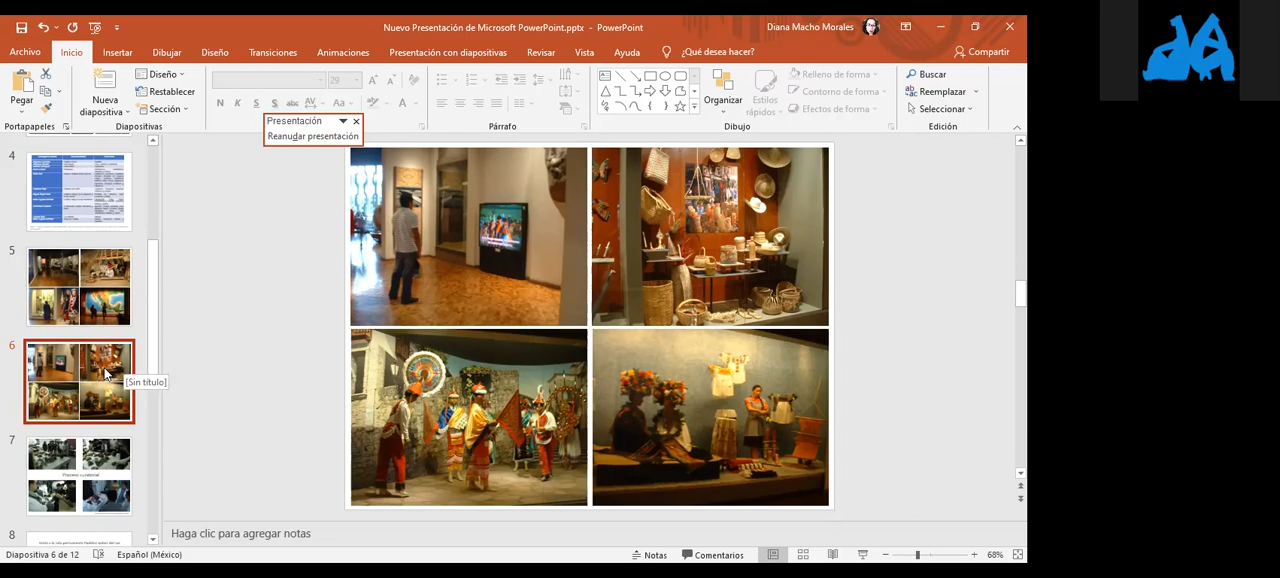 Nuevo Presentación de Microsoft PowerPoint.pptx - PowerPoint
Diana Macho Morales
Archivo Inicio Insertar Dibujar Diseño Transiciones Animaciones Presentación con diapositivas Revisar Vista Ayuda ¿Qué desea hacer? Compartir
Pegar
Nueva diapositiva
Diseño
Restablecer
Sección
29
N K S S abc AV Aa A
Organizar
Estilos rápidos
Relleno de forma
Contorno de forma
Efectos de forma
Buscar
Reemplazar
Seleccionar
Portapapeles Diapositivas Párrafo Dibujo Edición
Presentación
Reanudar presentación
4
5
6
[Sin título]
7
8
Haga clic para agregar notas
Diapositiva 6 de 12 Español (México) Notas Comentarios 68%